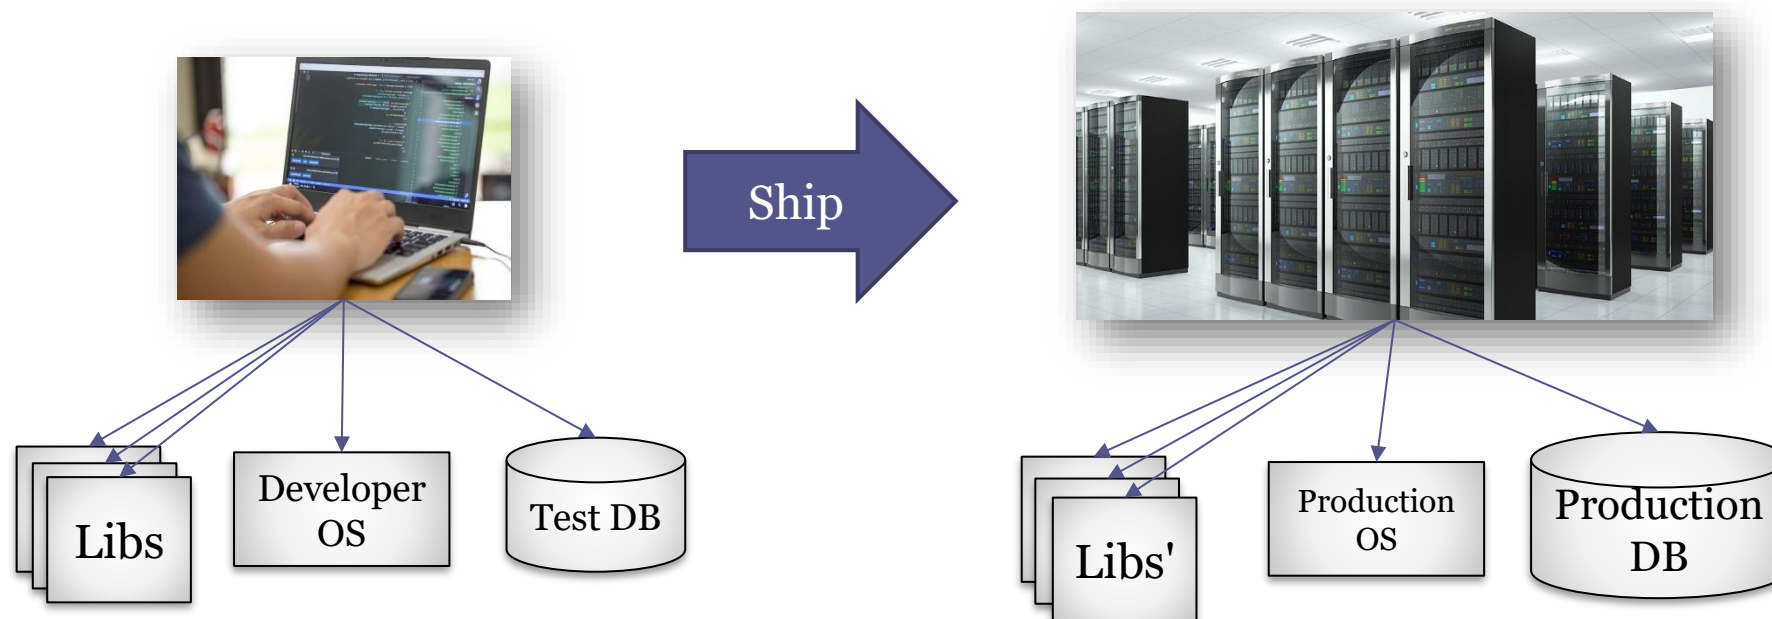 Ship
Libs
Developer
OS
Test DB
Libs'
Production
OS
Production
DB